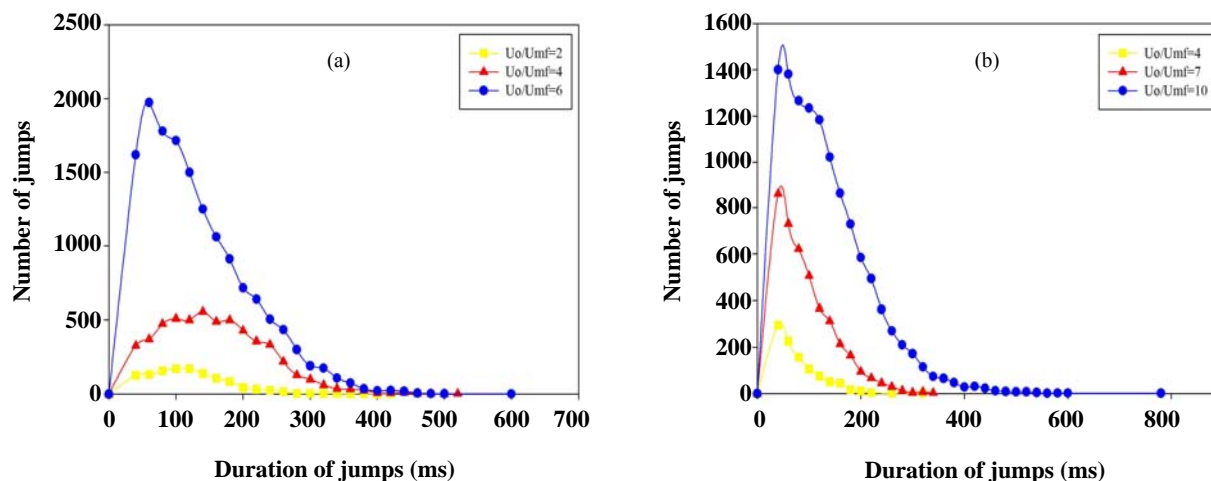 2500
2000
1500
1000
500
0
Number of jumps
(a)
Uo/Umf=2
Uo/Umf=4
Uo/Umf=6
0 100 200 300 400 500 600 700
Duration of jumps (ms)
1600
1400
1200
1000
800
600
400
200
0
Number of jumps
(b)
Uo/Umf=4
Uo/Umf=7
Uo/Umf=10
0 200 400 600 800
Duration of jumps (ms)